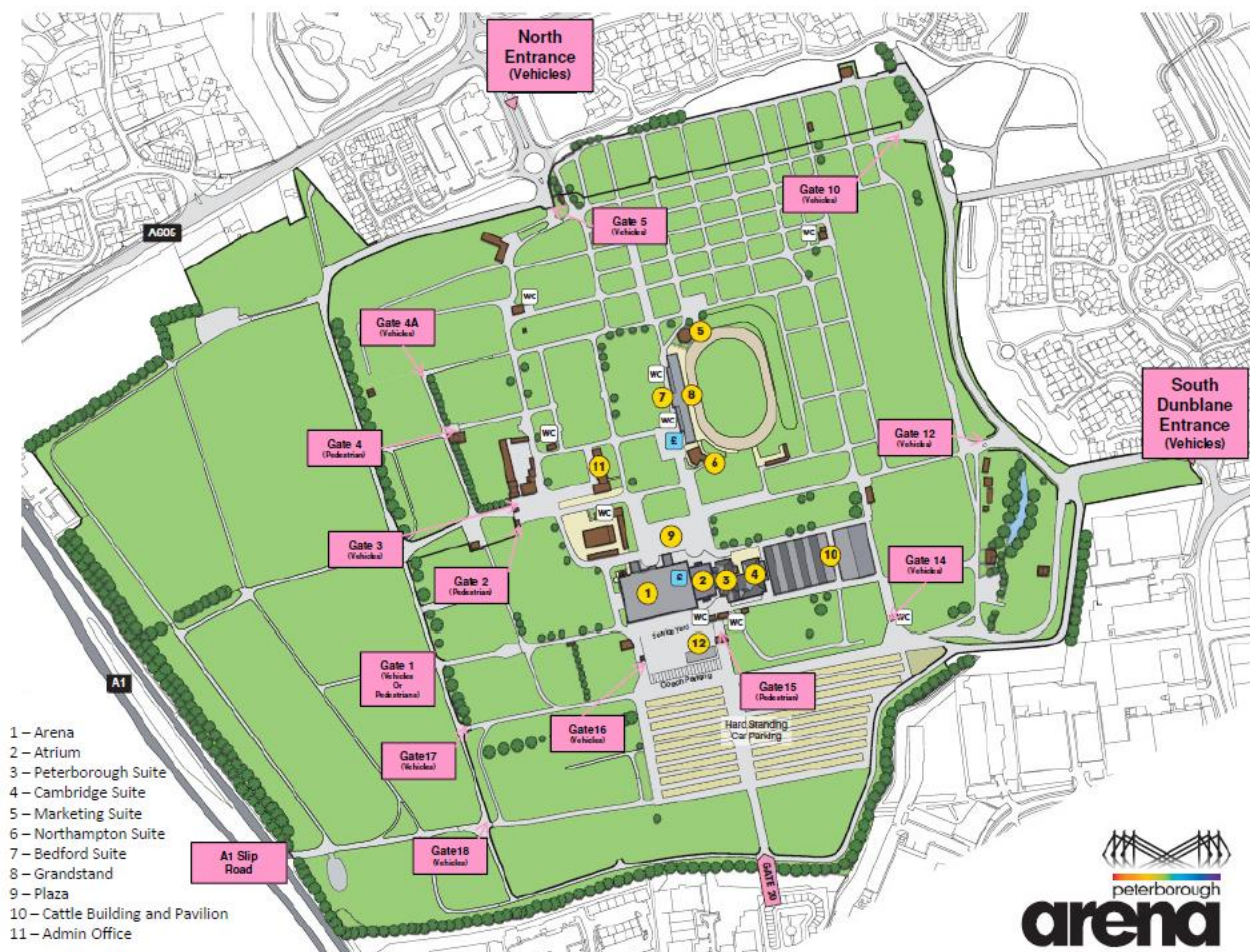 North
Entrance
(Vehicles)
A605
Gate 5
(Vehicles)
Gate 10
(Vehicles)
WC
WC
Gate 4A
(Vehicles)
5
WC
7
8
WC
£
6
South
Dunblane
Entrance
(Vehicles)
Gate 12
(Vehicles)
Gate 4
(Pedestrian)
WC
11
WC
Gate 3
(Vehicles)
9
10
Gate 2
(Pedestrian)
Gate 14
(Vehicles)
£
1
2
3
4
WC
WC
WC
12
Gate 1
(Vehicles
Or
Pedestrians)
Coach Parking
Gate15
(Pedestrian)
A1
Gate16
(Vehicles)
Hard Standing
Car Parking
Gate17
(Vehicles)
Gate18
(Vehicles)
A1 Slip
Road
GATE 20
1 – Arena
2 – Atrium
3 – Peterborough Suite
4 – Cambridge Suite
5 – Marketing Suite
6 – Northampton Suite
7 – Bedford Suite
8 – Grandstand
9 – Plaza
10 – Cattle Building and Pavilion
11 – Admin Office
peterborough
arena